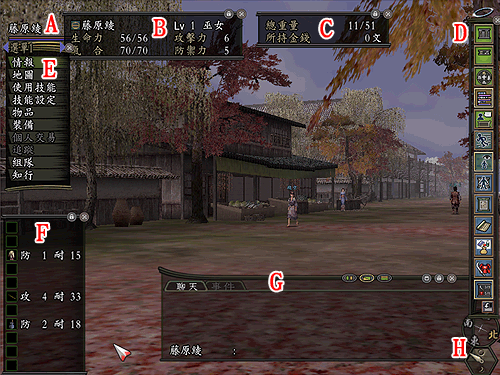 藤原綾
A
藤原綾 Lv 1 巫女
B
生命力 56/56 攻擊力 6
氣合 70/70 防禦力 5
總重量 11/51
所持金錢 0文
C
D
選單1
E
情報
地圖
使用技能
技能設定
物品
裝備
個人交易
追蹤
組隊
知行
F
防 1 耐 15
攻 4 耐 33
防 2 耐 18
G
聊天 事件
藤原綾 :
南 北
東
H